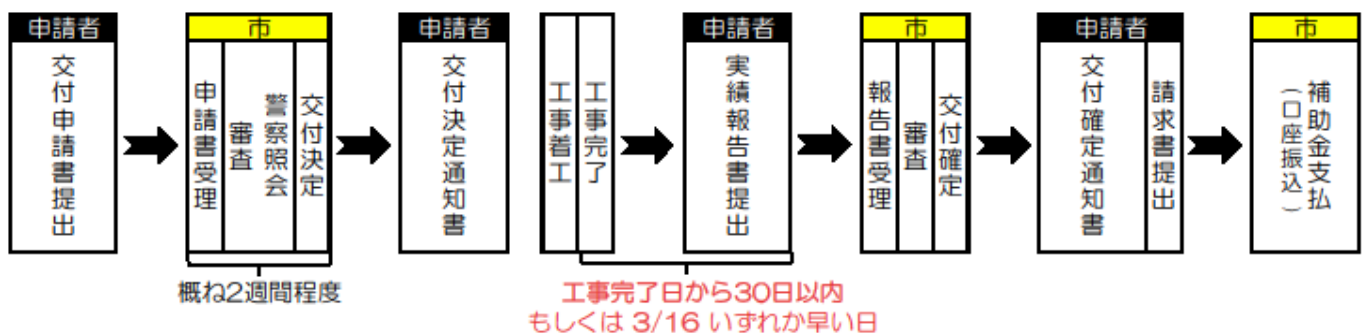 申請者
交付申請書提出
市
申請書受理
審査
警察照会
交付決定
概ね2週間程度
申請者
交付決定通知書
工事着工
工事完了
申請者
実績報告書提出
工事完了日から30日以内
もしくは 3/16 いずれか早い日
市
報告書受理
審査
交付確定
申請者
交付確定通知書
請求書提出
市
補助金支払
（口座振込）